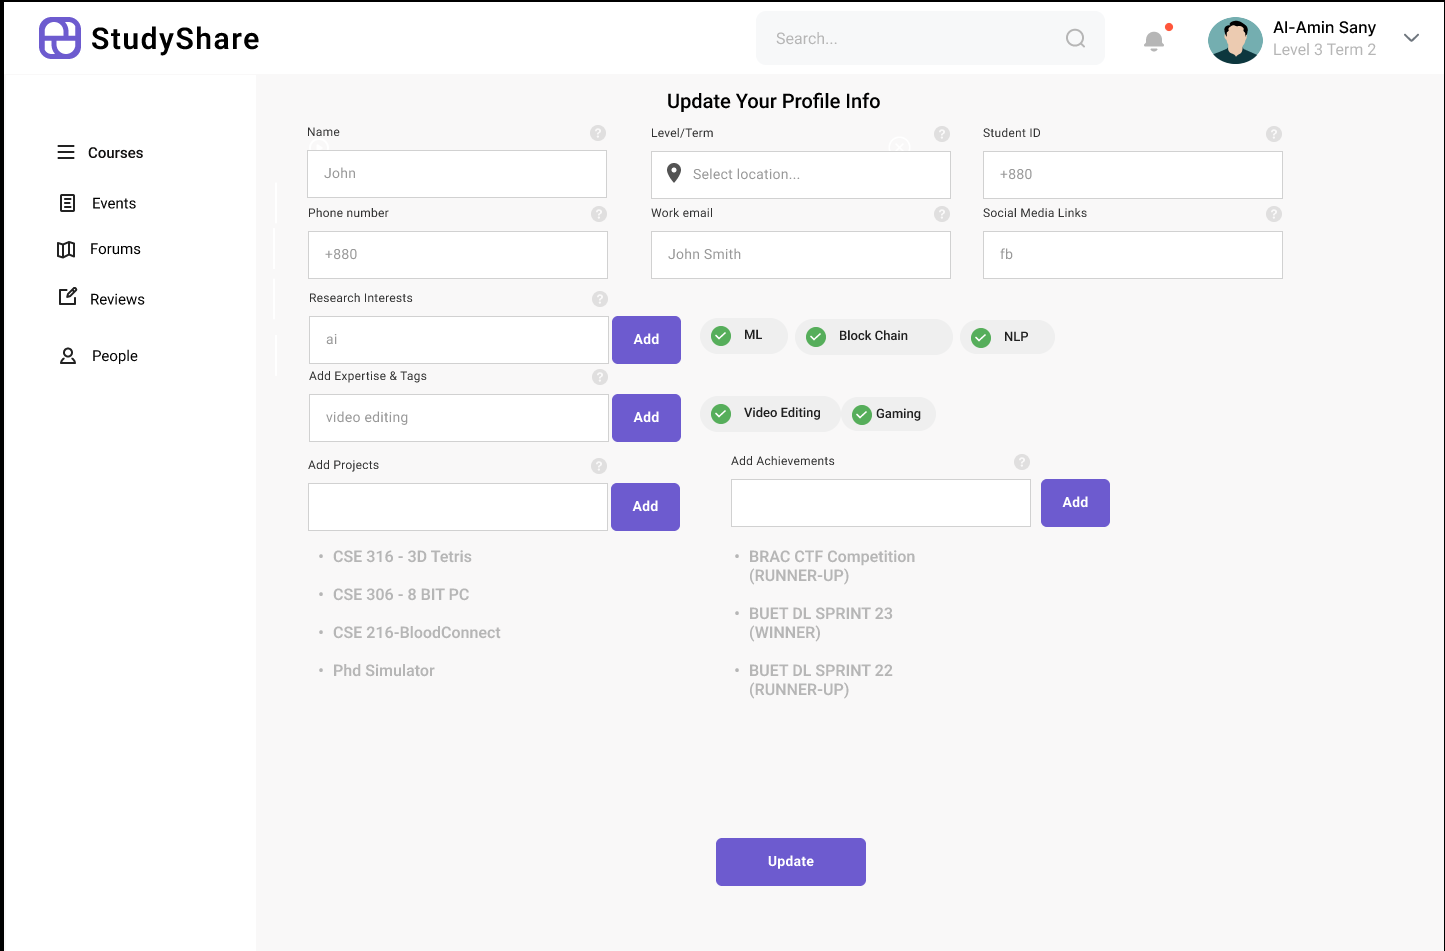 StudyShare
Search...
Al-Amin Sany
Level 3 Term 2
Courses
Events
Forums
Reviews
People
Update Your Profile Info
Name
?
John
Level/Term
?
Select location...
Student ID
?
+880
Phone number
?
+880
Work email
?
John Smith
Social Media Links
?
fb
Research Interests
?
ai
Add
ML
Block Chain
NLP
Add Expertise & Tags
?
video editing
Add
Video Editing
Gaming
Add Projects
?
Add
• CSE 316 - 3D Tetris
• CSE 306 - 8 BIT PC
• CSE 216-BloodConnect
• Phd Simulator
Add Achievements
?
Add
• BRAC CTF Competition
(RUNNER-UP)
• BUET DL SPRINT 23
(WINNER)
• BUET DL SPRINT 22
(RUNNER-UP)
Update